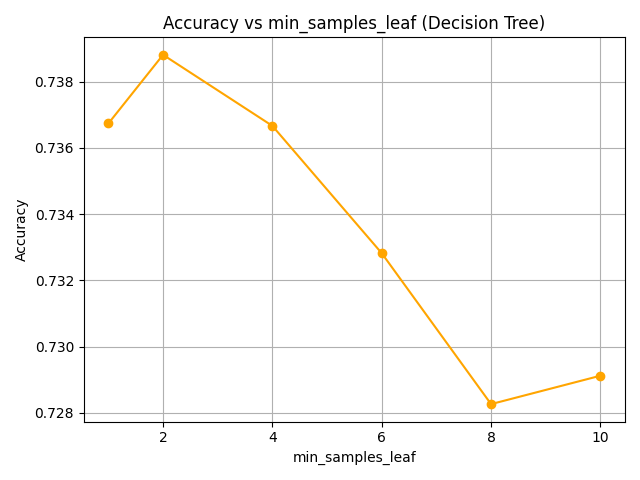 Accuracy vs min_samples_leaf (Decision Tree)
0.738
0.736
0.734
0.732
0.730
0.728
Accuracy
2 4 6 8 10
min_samples_leaf